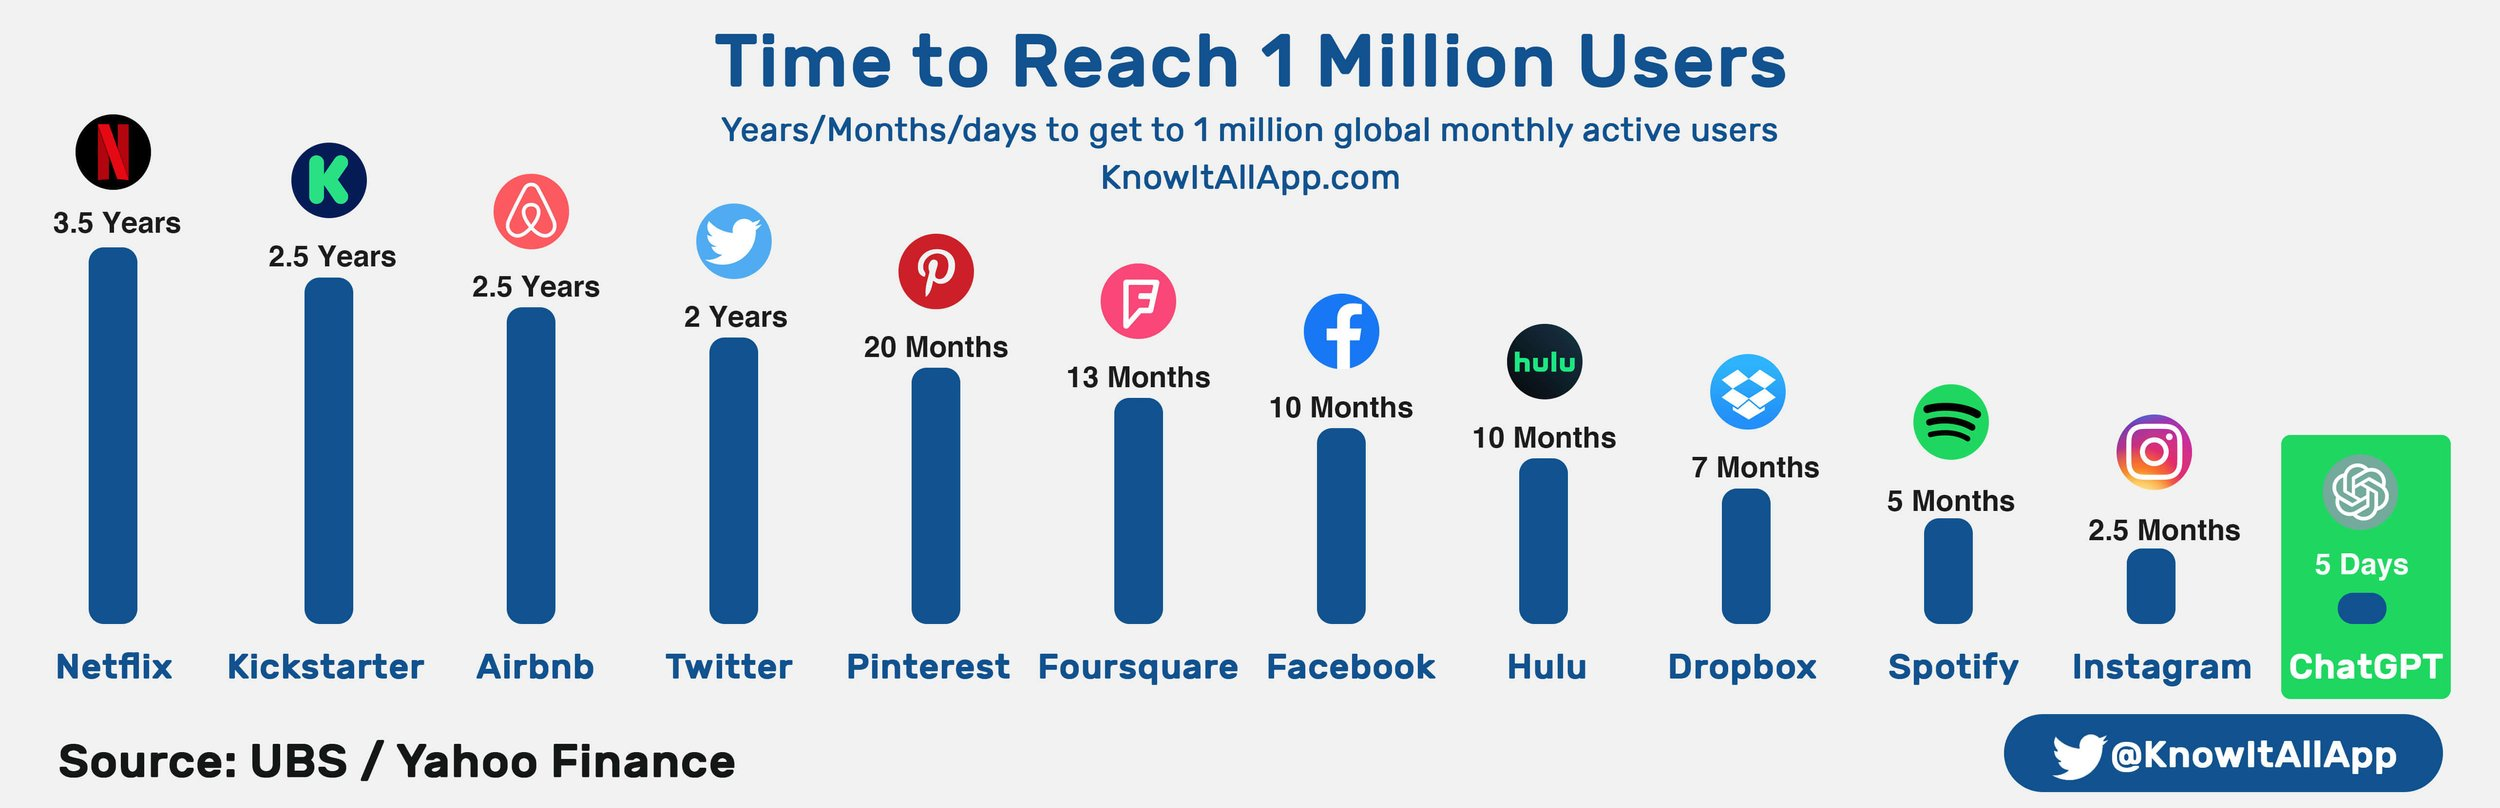 Time to Reach 1 Million Users
Years/Months/days to get to 1 million global monthly active users
KnowItAllApp.com
3.5 Years
2.5 Years
2.5 Years
2 Years
20 Months
13 Months
10 Months
hulu
10 Months
7 Months
5 Months
2.5 Months
5 Days
Netflix Kickstarter Airbnb Twitter Pinterest Foursquare Facebook Hulu Dropbox Spotify Instagram ChatGPT
Source: UBS / Yahoo Finance
@KnowItAllApp